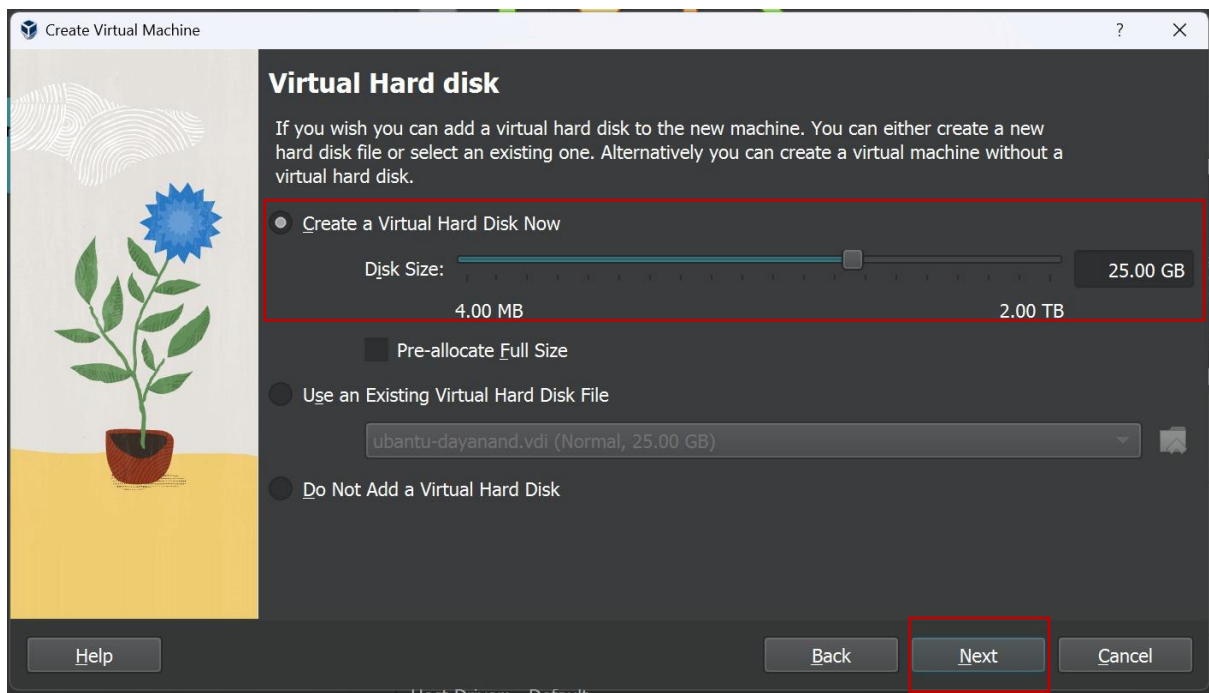 Create Virtual Machine
?
Virtual Hard disk
If you wish you can add a virtual hard disk to the new machine. You can either create a new
hard disk file or select an existing one. Alternatively you can create a virtual machine without a
virtual hard disk.
Create a Virtual Hard Disk Now
Disk Size:
25.00 GB
4.00 MB
2.00 TB
Pre-allocate Full Size
Use an Existing Virtual Hard Disk File
ubantu-dayanand.vdi (Normal, 25.00 GB)
Do Not Add a Virtual Hard Disk
Help
Back
Next
Cancel
Host Driver: Default